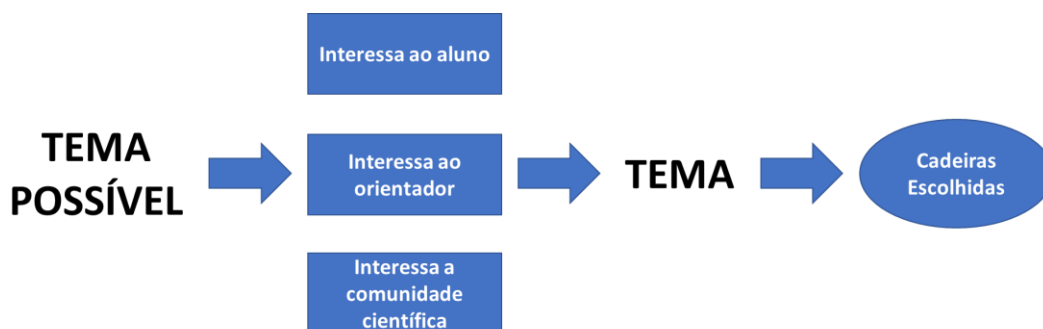 TEMA
POSSÍVEL
Interessa ao aluno
Interessa ao
orientador
Interessa a
comunidade
científica
TEMA
Cadeiras
Escolhidas